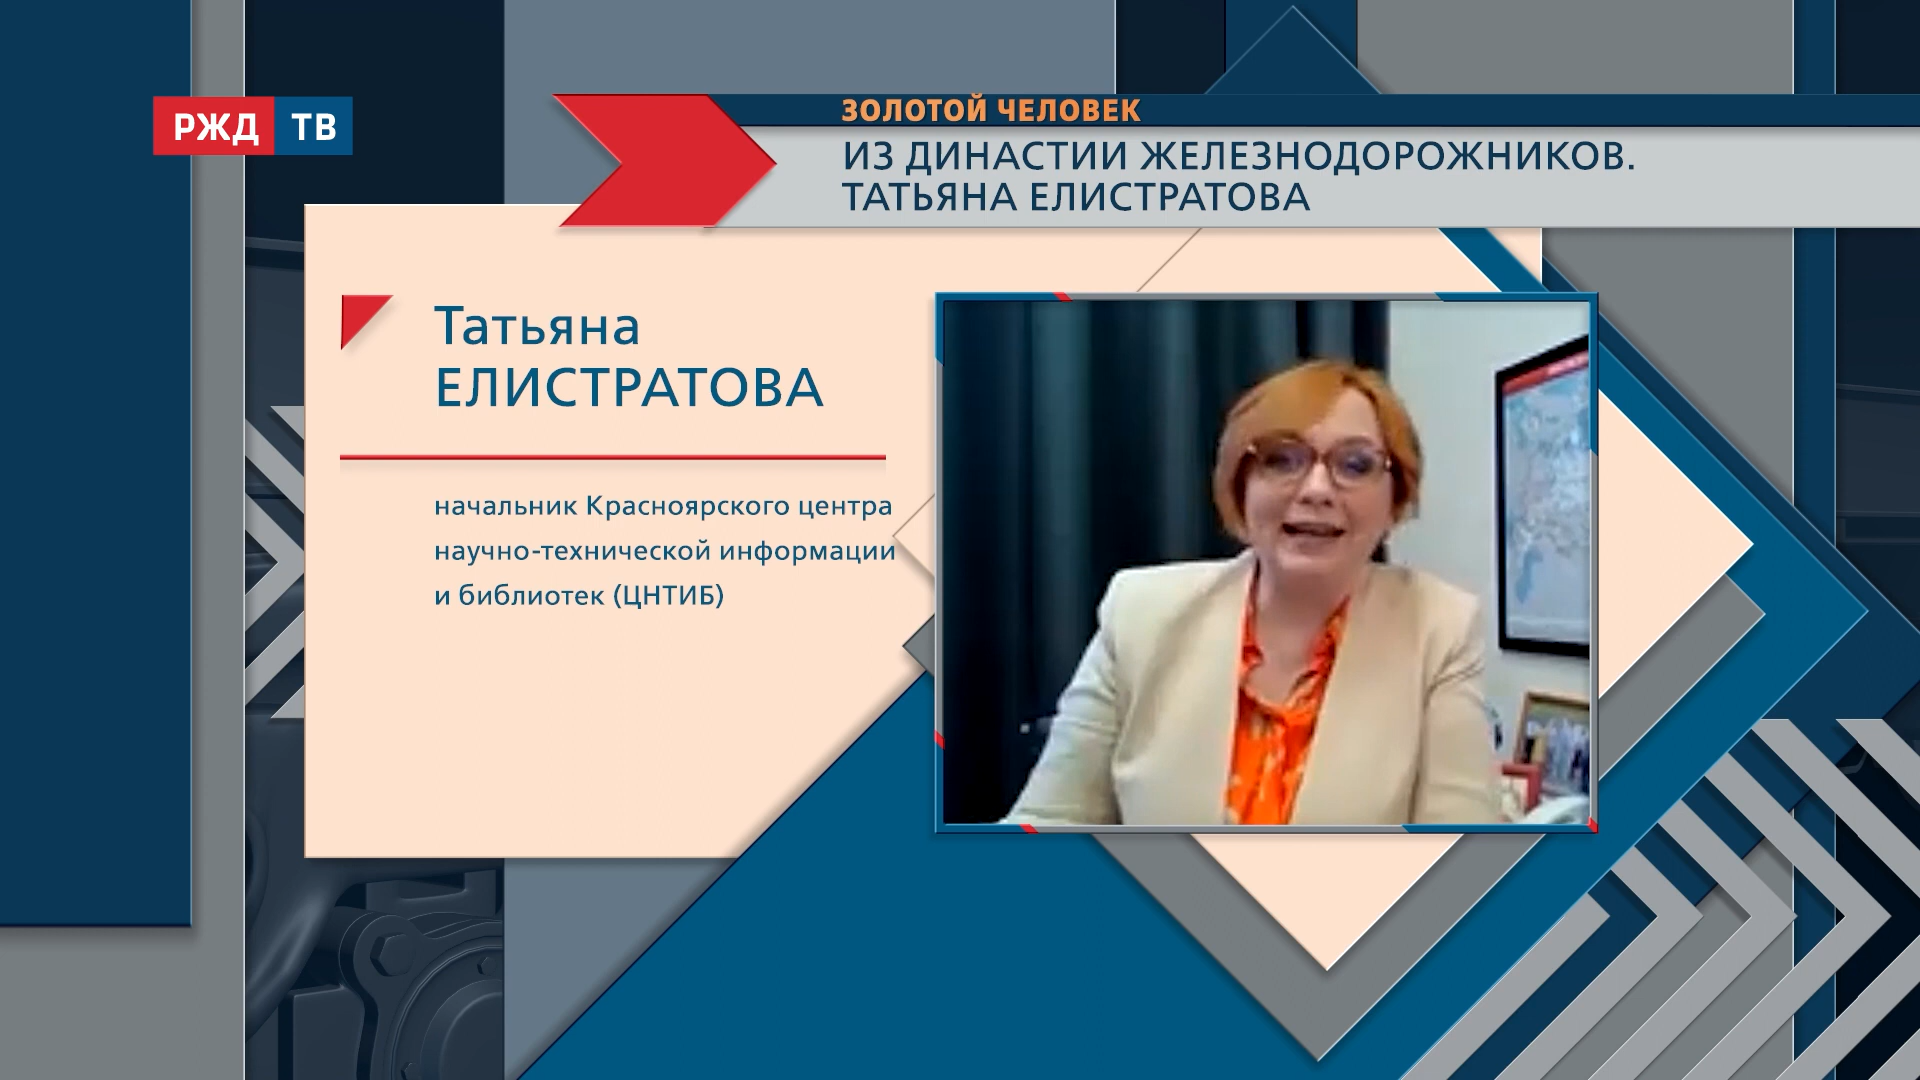 РЖД ТВ
ЗОЛОТОЙ ЧЕЛОВЕК
ИЗ ДИНАСТИИ ЖЕЛЕЗНОДОРОЖНИКОВ.
ТАТЬЯНА ЕЛИСТРАТОВА
Татьяна
ЕЛИСТРАТОВА
начальник Красноярского центра
научно-технической информации
и библиотек (ЦНТИБ)